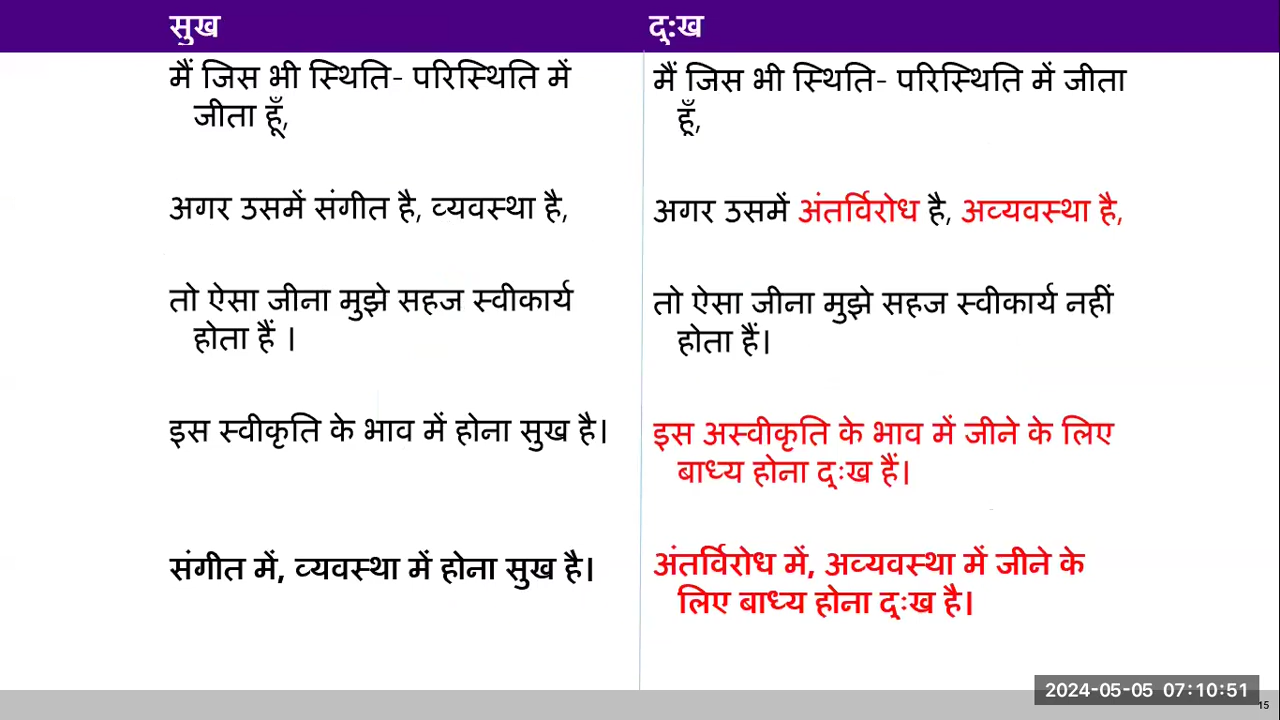 सुख
मैं जिस भी स्थिति- परिस्थिति में
जीता हूँ,
अगर उसमें संगीत है, व्यवस्था है,
तो ऐसा जीना मुझे सहज स्वीकार्य
होता हैं ।
इस स्वीकृति के भाव में होना सुख है।
संगीत में, व्यवस्था में होना सुख है।
दुःख
मैं जिस भी स्थिति- परिस्थिति में जीता
हूँ,
अगर उसमें अंतर्विरोध है, अव्यवस्था है,
तो ऐसा जीना मुझे सहज स्वीकार्य नहीं
होता हैं।
इस अस्वीकृति के भाव में जीने के लिए
बाध्य होना दुःख हैं।
अंतर्विरोध में, अव्यवस्था में जीने के
लिए बाध्य होना दुःख है।
2024-05-05 07:10:51
15